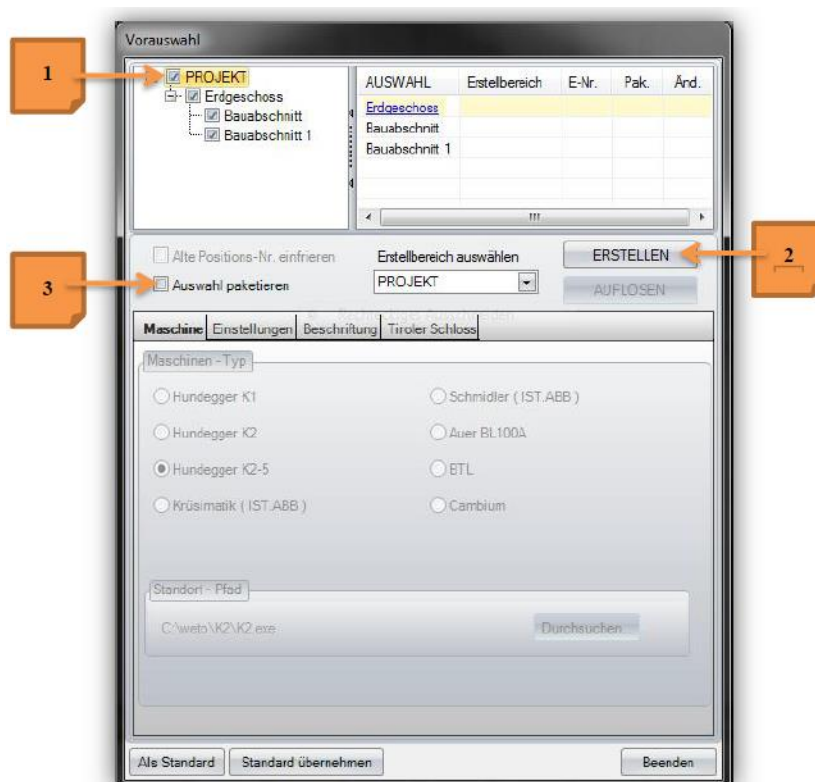 Vorauswahl
1
PROJEKT
Erdgeschoss
Bauabschnitt
Bauabschnitt 1
AUSWAHL Erstellbereich E-Nr. Pak. Änd.
Erdgeschoss
Bauabschnitt
Bauabschnitt 1
Alte Positions-Nr. einfrieren
Erstellbereich auswählen
ERSTELLEN
2
3
Auswahl paketieren
PROJEKT
AUFLÖSEN
Maschine Einstellungen Beschriftung Tiroler Schloss
Maschinen - Typ
Hundegger K1
Schmidler ( IST.ABB )
Hundegger K2
Auer BL100A
Hundegger K2-5
ETL
Krüsimatik ( IST.ABB )
Cambium
Standort - Pfad
C:\weto\K2\K2.exe
Durchsuchen
Als Standard
Standard übernehmen
Beenden